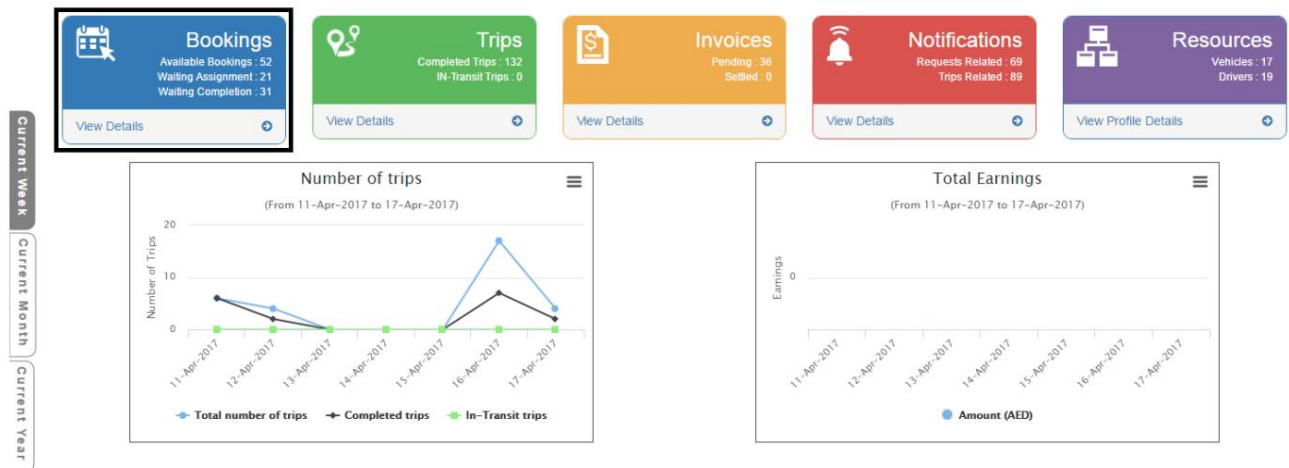 Bookings
Available Bookings : 52
Waiting Assignment : 21
Waiting Completion : 31
View Details
Trips
Completed Trips : 132
IN-Transit Trips : 0
View Details
Invoices
Pending : 36
Settled : 0
View Details
Notifications
Requests Related : 69
Trips Related : 89
View Details
Resources
Vehicles : 17
Drivers : 19
View Profile Details
Current Week
Current Month
Current Year
Number of trips
(From 11-Apr-2017 to 17-Apr-2017)
Number of Trips
20
10
0
11-Apr-2017
12-Apr-2017
13-Apr-2017
14-Apr-2017
15-Apr-2017
16-Apr-2017
17-Apr-2017
Total number of trips
Completed trips
In-Transit trips
Total Earnings
(From 11-Apr-2017 to 17-Apr-2017)
Earnings
0
11-Apr-2017
12-Apr-2017
13-Apr-2017
14-Apr-2017
15-Apr-2017
16-Apr-2017
17-Apr-2017
Amount (AED)